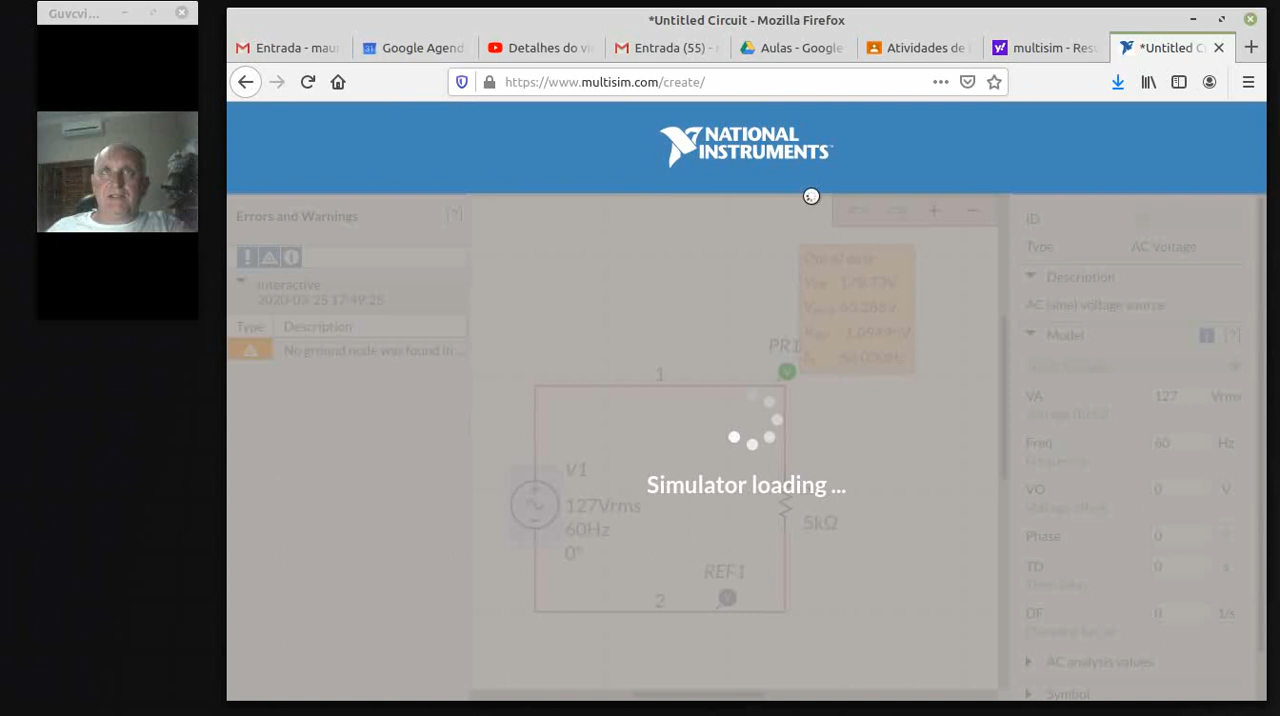 Guvcvi...
*Untitled Circuit - Mozilla Firefox
Entrada - mau
Google Agend
Detalhes do ví
Entrada (55) -
Aulas - Google
Atividades de
multisim - Res
*Untitled C
https://www.multisim.com/create/
NATIONAL
INSTRUMENTS
Errors and Warnings
[?]
Interactive
2020-03-25 17:49:25
Type
Description
No ground node was found in ...
PR1
1
V1
127Vrms
60Hz
0°
5kΩ
REF1
2
Simulator loading ...
ID
Type
AC Voltage
Description
AC (sine) voltage source
Model
[?]
VA
127
Vrms
Freq
60
Hz
VO
0
V
Phase
0
TD
0
s
DF
0
1/s
AC analysis values
Symbol